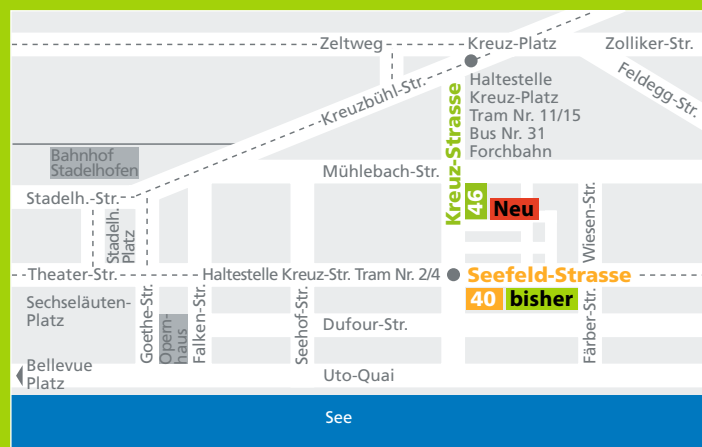 Zeltweg
Kreuz-Platz
Zolliker-Str.
Feldegg-Str.
Kreuzbühl-Str.
Haltestelle
Kreuz-Platz
Tram Nr. 11/15
Bus Nr. 31
Forchbahn
Kreuz-Strasse
Bahnhof
Stadelhofen
Mühlebach-Str.
Stadelh.-Str.
46
Neu
Wiesen-Str.
Stadelh.
Platz
Theater-Str.
Haltestelle Kreuz-Str. Tram Nr. 2/4
Seefeld-Strasse
40
bisher
Sechseläuten-
Platz
Goethe-Str.
Opern-
haus
Falken-Str.
Seehof-Str.
Dufour-Str.
Färber-Str.
Bellevue
Platz
Uto-Quai
See